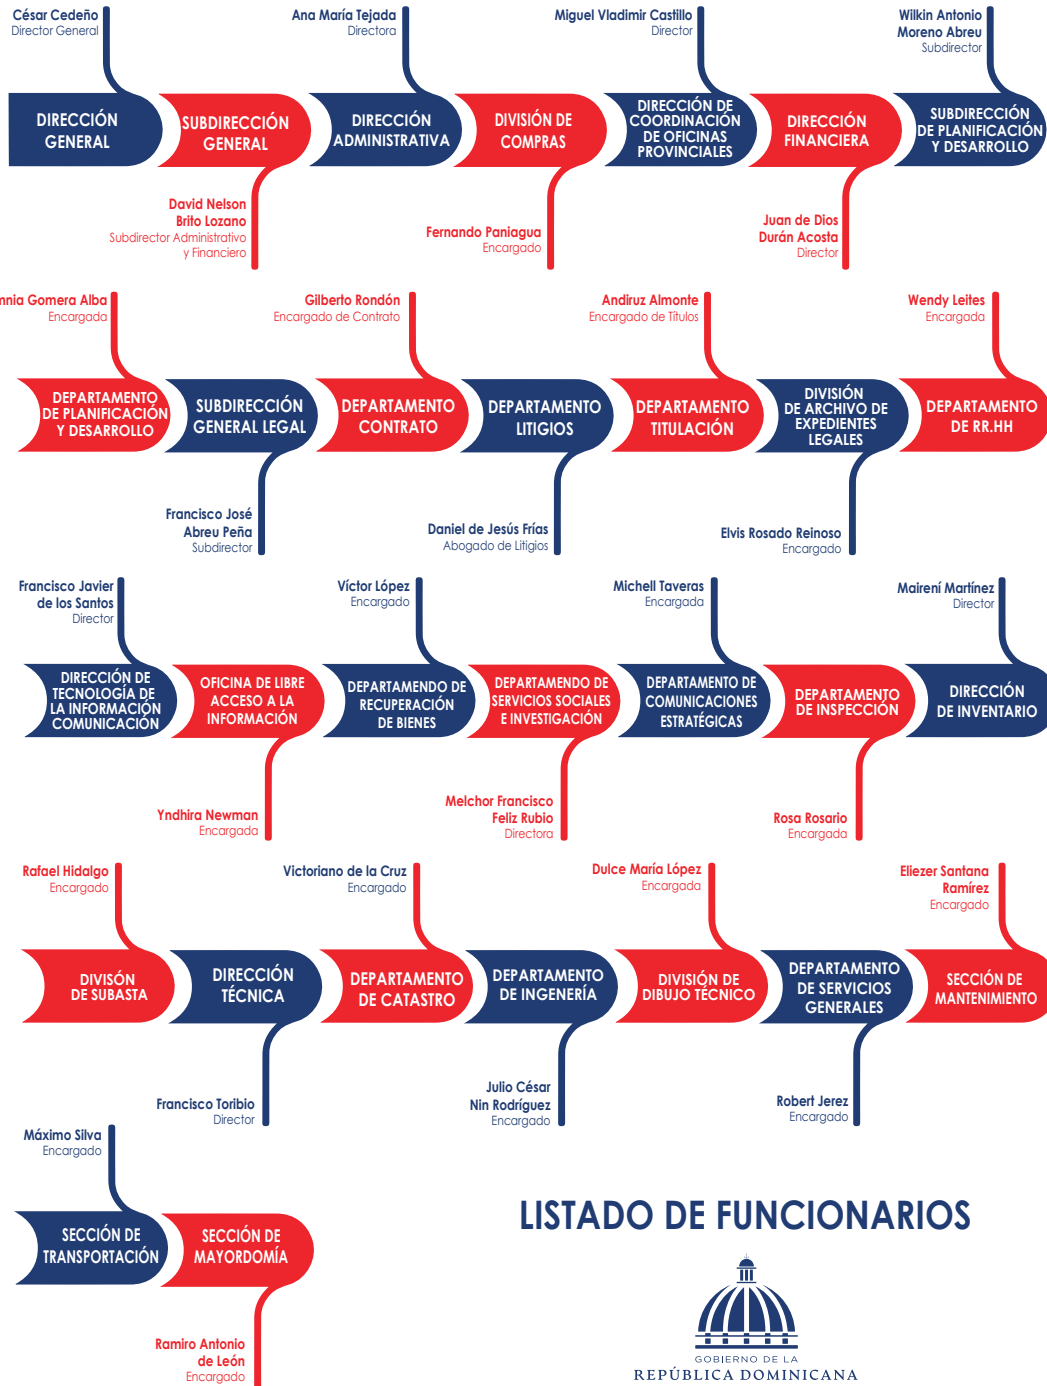 César Cedeño
Director General
Ana María Tejada
Directora
Miguel Vladimir Castillo
Director
Wilkin Antonio
Moreno Abreu
Subdirector
DIRECCIÓN
GENERAL
SUBDIRECCIÓN
GENERAL
DIRECCIÓN
ADMINISTRATIVA
DIVISIÓN DE
COMPRAS
DIRECCIÓN DE
COORDINACIÓN
DE OFICINAS
PROVINCIALES
DIRECCIÓN
FINANCIERA
SUBDIRECCIÓN
DE PLANIFICACIÓN
Y DESARROLLO
David Nelson
Brito Lozano
Subdirector Administrativo
y Financiero
Fernando Paniagua
Encargado
Juan de Dios
Durán Acosta
Director
Gomera Alba
Encargada
Gilberto Rondón
Encargado de Contrato
Andiruz Almonte
Encargado de Títulos
Wendy Leites
Encargada
DEPARTAMENTO
DE PLANIFICACIÓN
Y DESARROLLO
SUBDIRECCIÓN
GENERAL LEGAL
DEPARTAMENTO
CONTRATO
DEPARTAMENTO
LITIGIOS
DEPARTAMENTO
TITULACIÓN
DIVISIÓN
DE ARCHIVO DE
EXPEDIENTES
LEGALES
DEPARTAMENTO
DE RR.HH
Francisco José
Abreu Peña
Subdirector
Daniel de Jesús Frías
Abogado de Litigios
Elvis Rosado Reinoso
Encargado
Francisco Javier
de los Santos
Director
Víctor López
Encargado
Michell Taveras
Encargada
Mairení Martínez
Director
DIRECCIÓN DE
TECNOLOGÍA DE
LA INFORMACIÓN
COMUNICACIÓN
OFICINA DE LIBRE
ACCESO A LA
INFORMACIÓN
DEPARTAMENDO DE
RECUPERACIÓN
DE BIENES
DEPARTAMENDO DE
SERVICIOS SOCIALES
E INVESTIGACIÓN
DEPARTAMENTO DE
COMUNICACIONES
ESTRATÉGICAS
DEPARTAMENTO
DE INSPECCIÓN
DIRECCIÓN
DE INVENTARIO
Yndhira Newman
Encargada
Melchor Francisco
Feliz Rubio
Directora
Rosa Rosario
Encargada
Rafael Hidalgo
Encargado
Victoriano de la Cruz
Encargado
Dulce María López
Encargada
Eliezer Santana
Ramírez
Encargado
DIVISÓN
DE SUBASTA
DIRECCIÓN
TÉCNICA
DEPARTAMENTO
DE CATASTRO
DEPARTAMENTO
DE INGENERÍA
DIVISIÓN DE
DIBUJO TÉCNICO
DEPARTAMENTO
DE SERVICIOS
GENERALES
SECCIÓN DE
MANTENIMIENTO
Francisco Toribio
Director
Julio César
Nin Rodríguez
Encargado
Robert Jerez
Encargado
Máximo Silva
Encargado
SECCIÓN DE
TRANSPORTACIÓN
SECCIÓN DE
MAYORDOMÍA
Ramiro Antonio
de León
Encargado
LISTADO DE FUNCIONARIOS
GOBIERNO DE LA
REPÚBLICA DOMINICANA